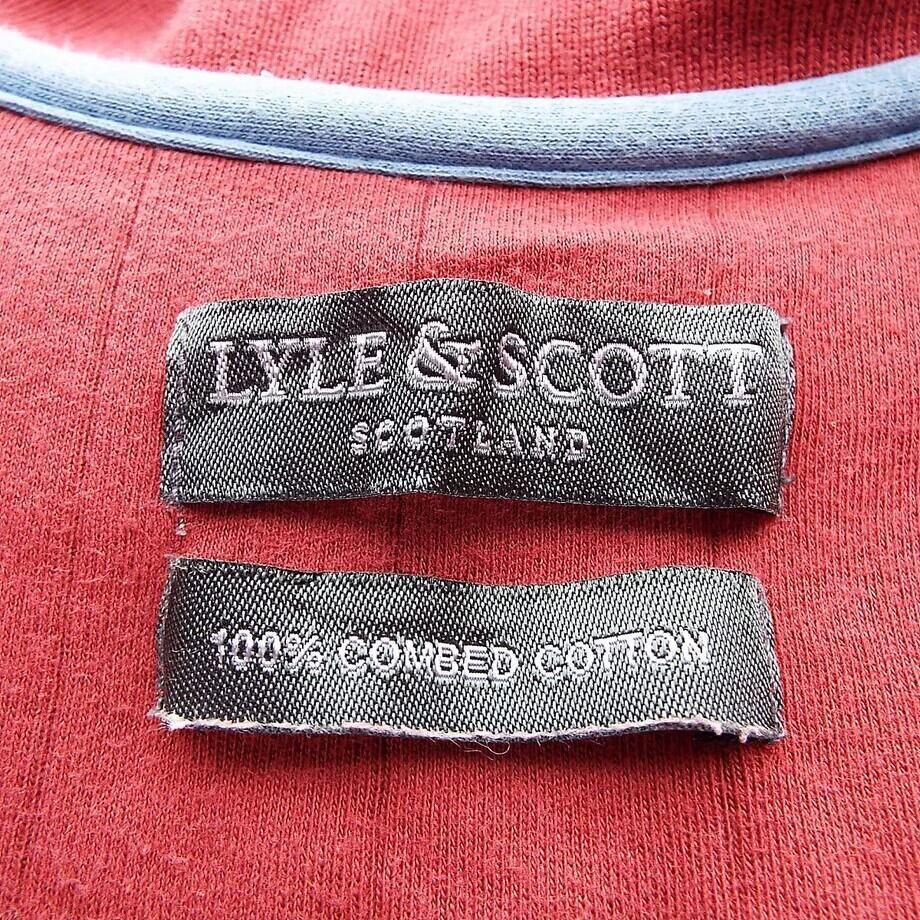 LYLE & SCOTT
SCOTLAND
100% COMBED COTTON